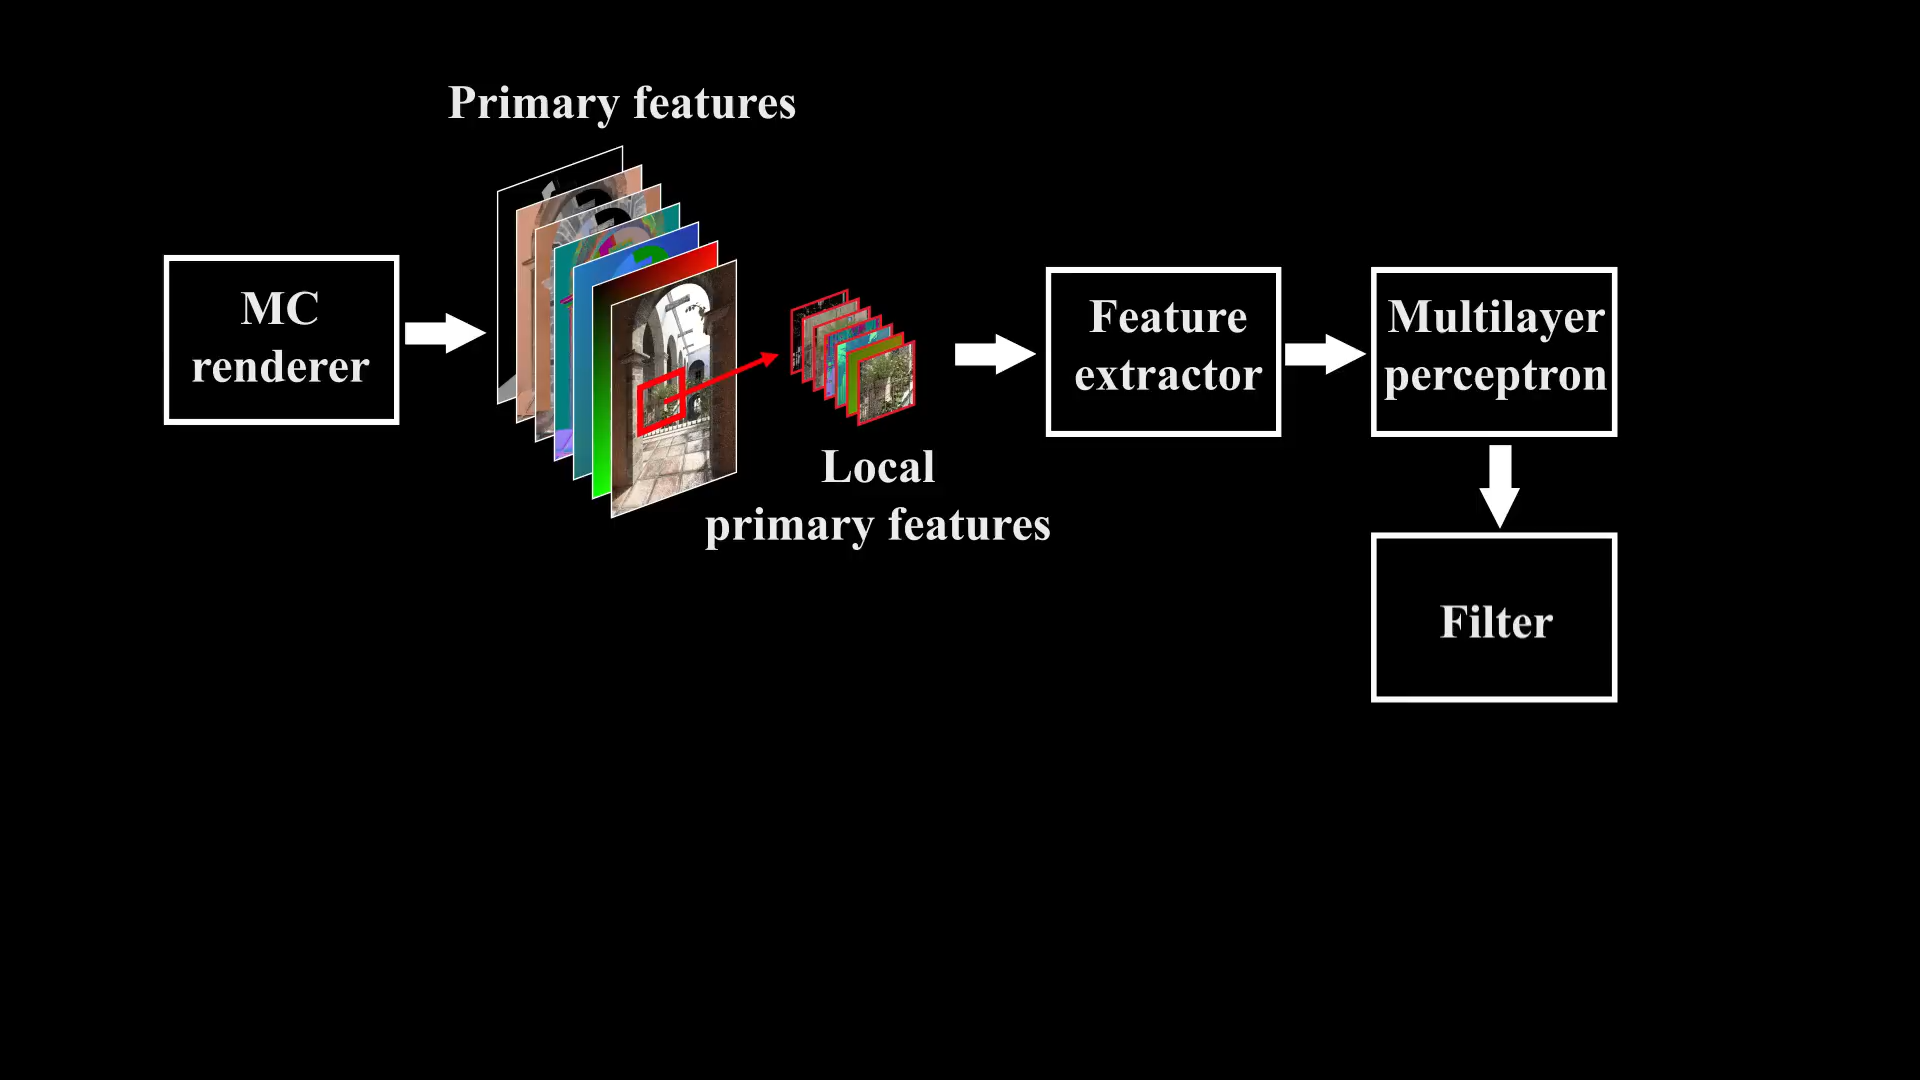 Primary features
MC
renderer
Local
primary features
Feature
extractor
Multilayer
perceptron
Filter